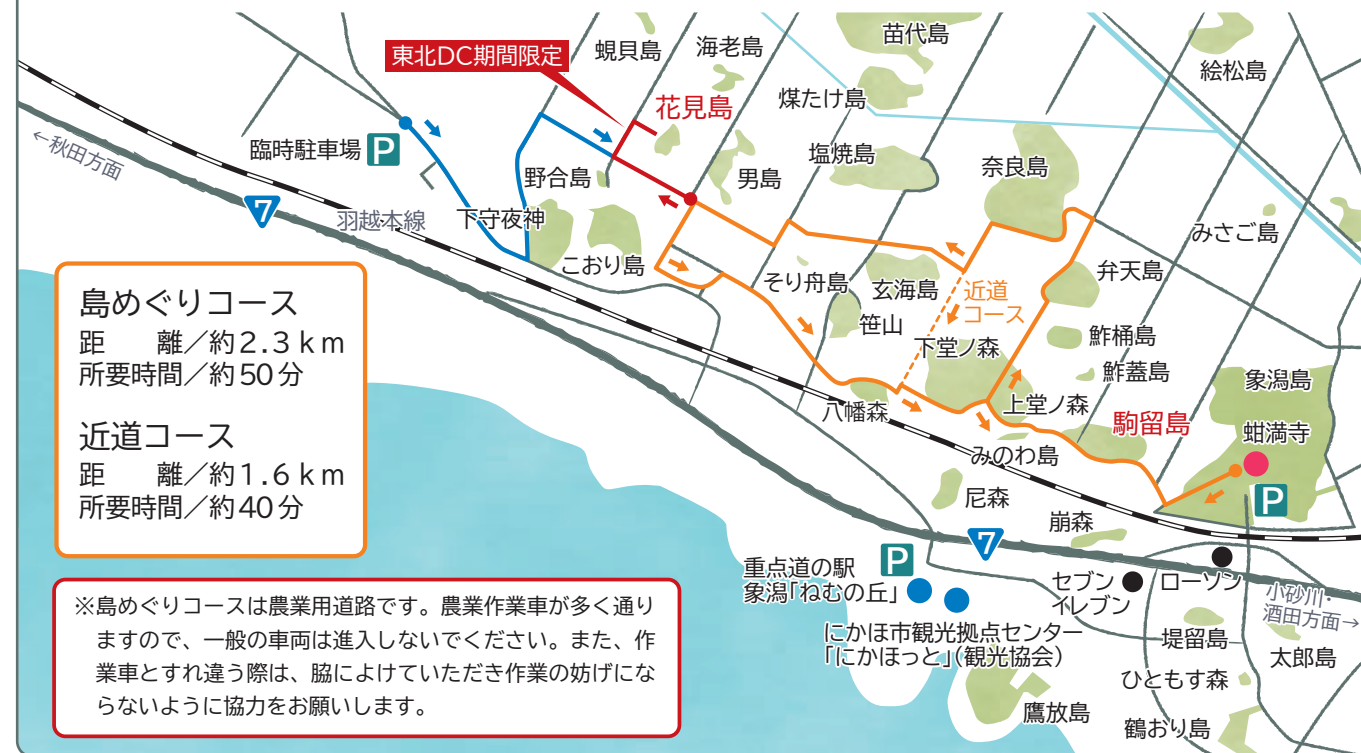 苗代島
海老島
蜆貝島
東北DC期間限定
絵松島
煤たけ島
花見島
←秋田方面
臨時駐車場 P
塩焼島
奈良島
男島
野合島
7
羽越本線
下守夜神
みさご島
こおり島
そり舟島
玄海島
弁天島
近道
コース
笹山
下堂ノ森
鮓桶島
鮓蓋島
象潟島
八幡森
上堂ノ森
駒留島
蚶満寺
みのわ島
P
尼森
崩森
7
島めぐりコース
距　離／約2.3km
所要時間／約50分
近道コース
距　離／約1.6km
所要時間／約40分
重点道の駅
象潟「ねむの丘」
P
セブン
イレブン
ローソン
小砂川・
酒田方面→
にかほ市観光拠点センター
「にかほっと」(観光協会)
堤留島
太郎島
ひともす森
鷹放島
鶴おり島
※島めぐりコースは農業用道路です。農業作業車が多く通り
ますので、一般の車両は進入しないでください。また、作
業車とすれ違う際は、脇によけていただき作業の妨げにな
らないように協力をお願いします。